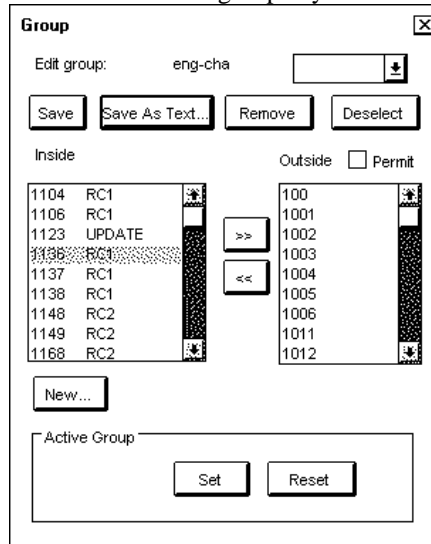 Group
Edit group: eng-cha
Save Save As Text... Remove Deselect
Inside Outside Permit
1104 RC1
1106 RC1
1123 UPDATE
1136 RC1
1137 RC1
1138 RC1
1148 RC2
1149 RC2
1168 RC2
>>
<<
100
1001
1002
1003
1004
1005
1006
1011
1012
New...
Active Group
Set Reset